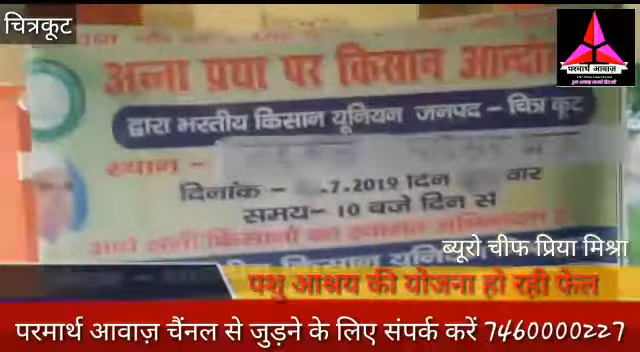 चित्रकूट
परमार्थ आवाज़
अन्ना प्रथा पर किसान
द्वारा भरतीय किसान यूनियन जनपद - चित्र कूट
स्थान -
दिनांक - .7.2019 दिन वार
समय- 10 बजे दिन से
ब्यूरो चीफ प्रिया मिश्रा
पशु आश्रय की योजना हो रही फेल
परमार्थ आवाज़ चैंनल से जुड़ने के लिए संपर्क करें 7460000227